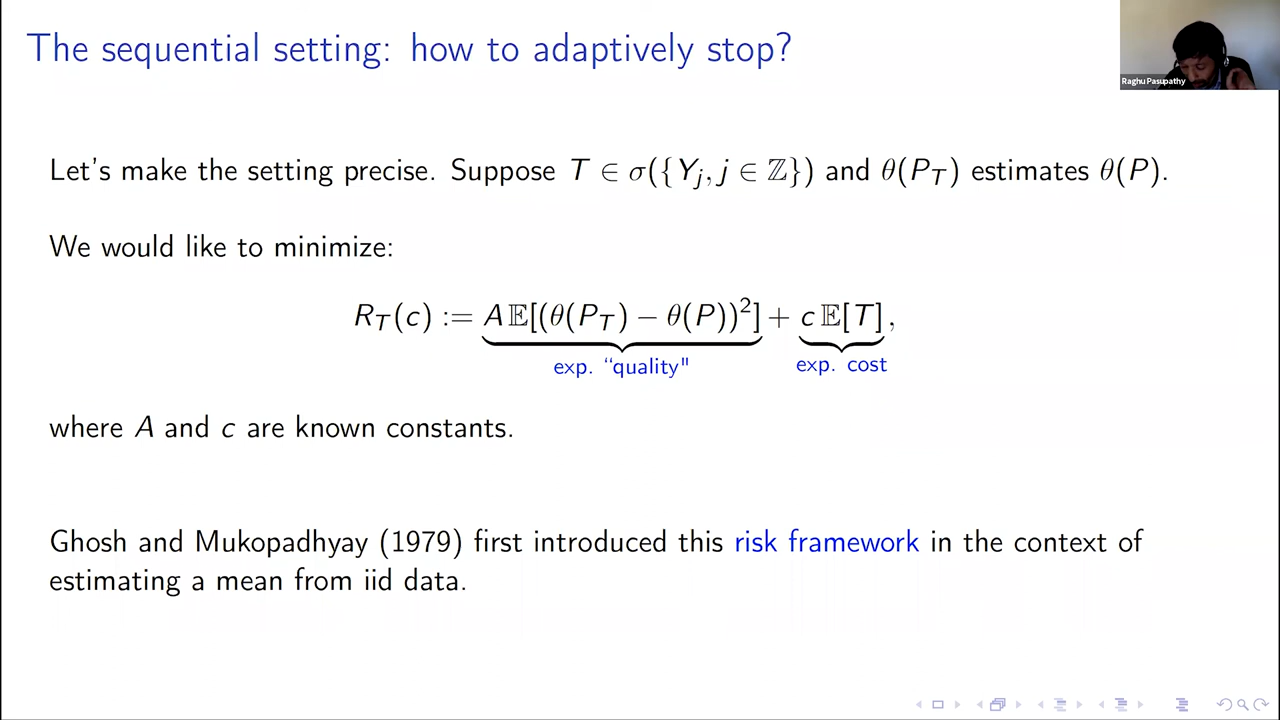 The sequential setting: how to adaptively stop?
Raghu Pasupathy
Let's make the setting precise. Suppose T ∈ σ({Y_j, j ∈ ℤ}) and θ(P_T) estimates θ(P).
We would like to minimize:
R_T(c) := A 𝔼[(θ(P_T) − θ(P))²] + c 𝔼[T],
exp. "quality" exp. cost
where A and c are known constants.
Ghosh and Mukopadhyay (1979) first introduced this risk framework in the context of
estimating a mean from iid data.